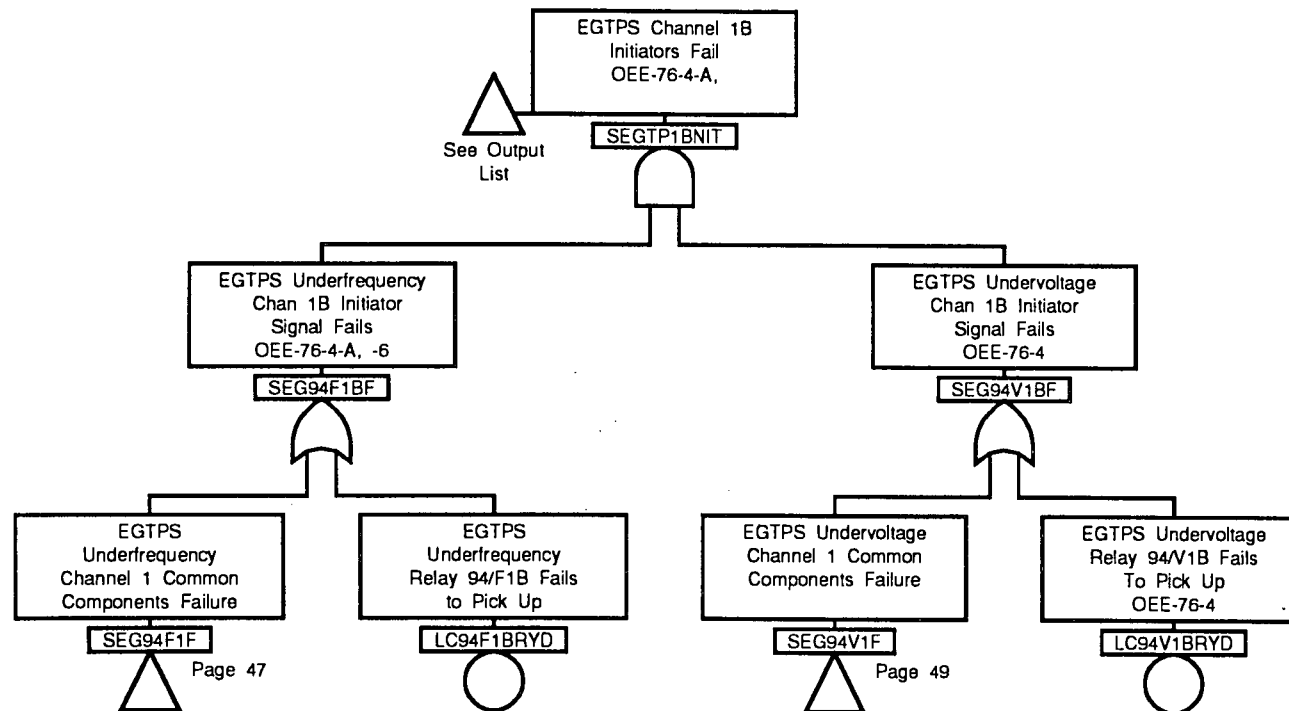 EGTPS Channel 1B
Initiators Fail
OEE-76-4-A,
See Output
List
SEGTP1BNIT
EGTPS Underfrequency
Chan 1B Initiator
Signal Fails
OEE-76-4-A, -6
SEG94F1BF
EGTPS Undervoltage
Chan 1B Initiator
Signal Fails
OEE-76-4
SEG94V1BF
EGTPS
Underfrequency
Channel 1 Common
Components Failure
SEG94F1F
Page 47
EGTPS
Underfrequency
Relay 94/F1B Fails
to Pick Up
LC94F1BRYD
EGTPS Undervoltage
Channel 1 Common
Components Failure
SEG94V1F
Page 49
EGTPS Undervoltage
Relay 94/V1B Fails
To Pick Up
OEE-76-4
LC94V1BRYD